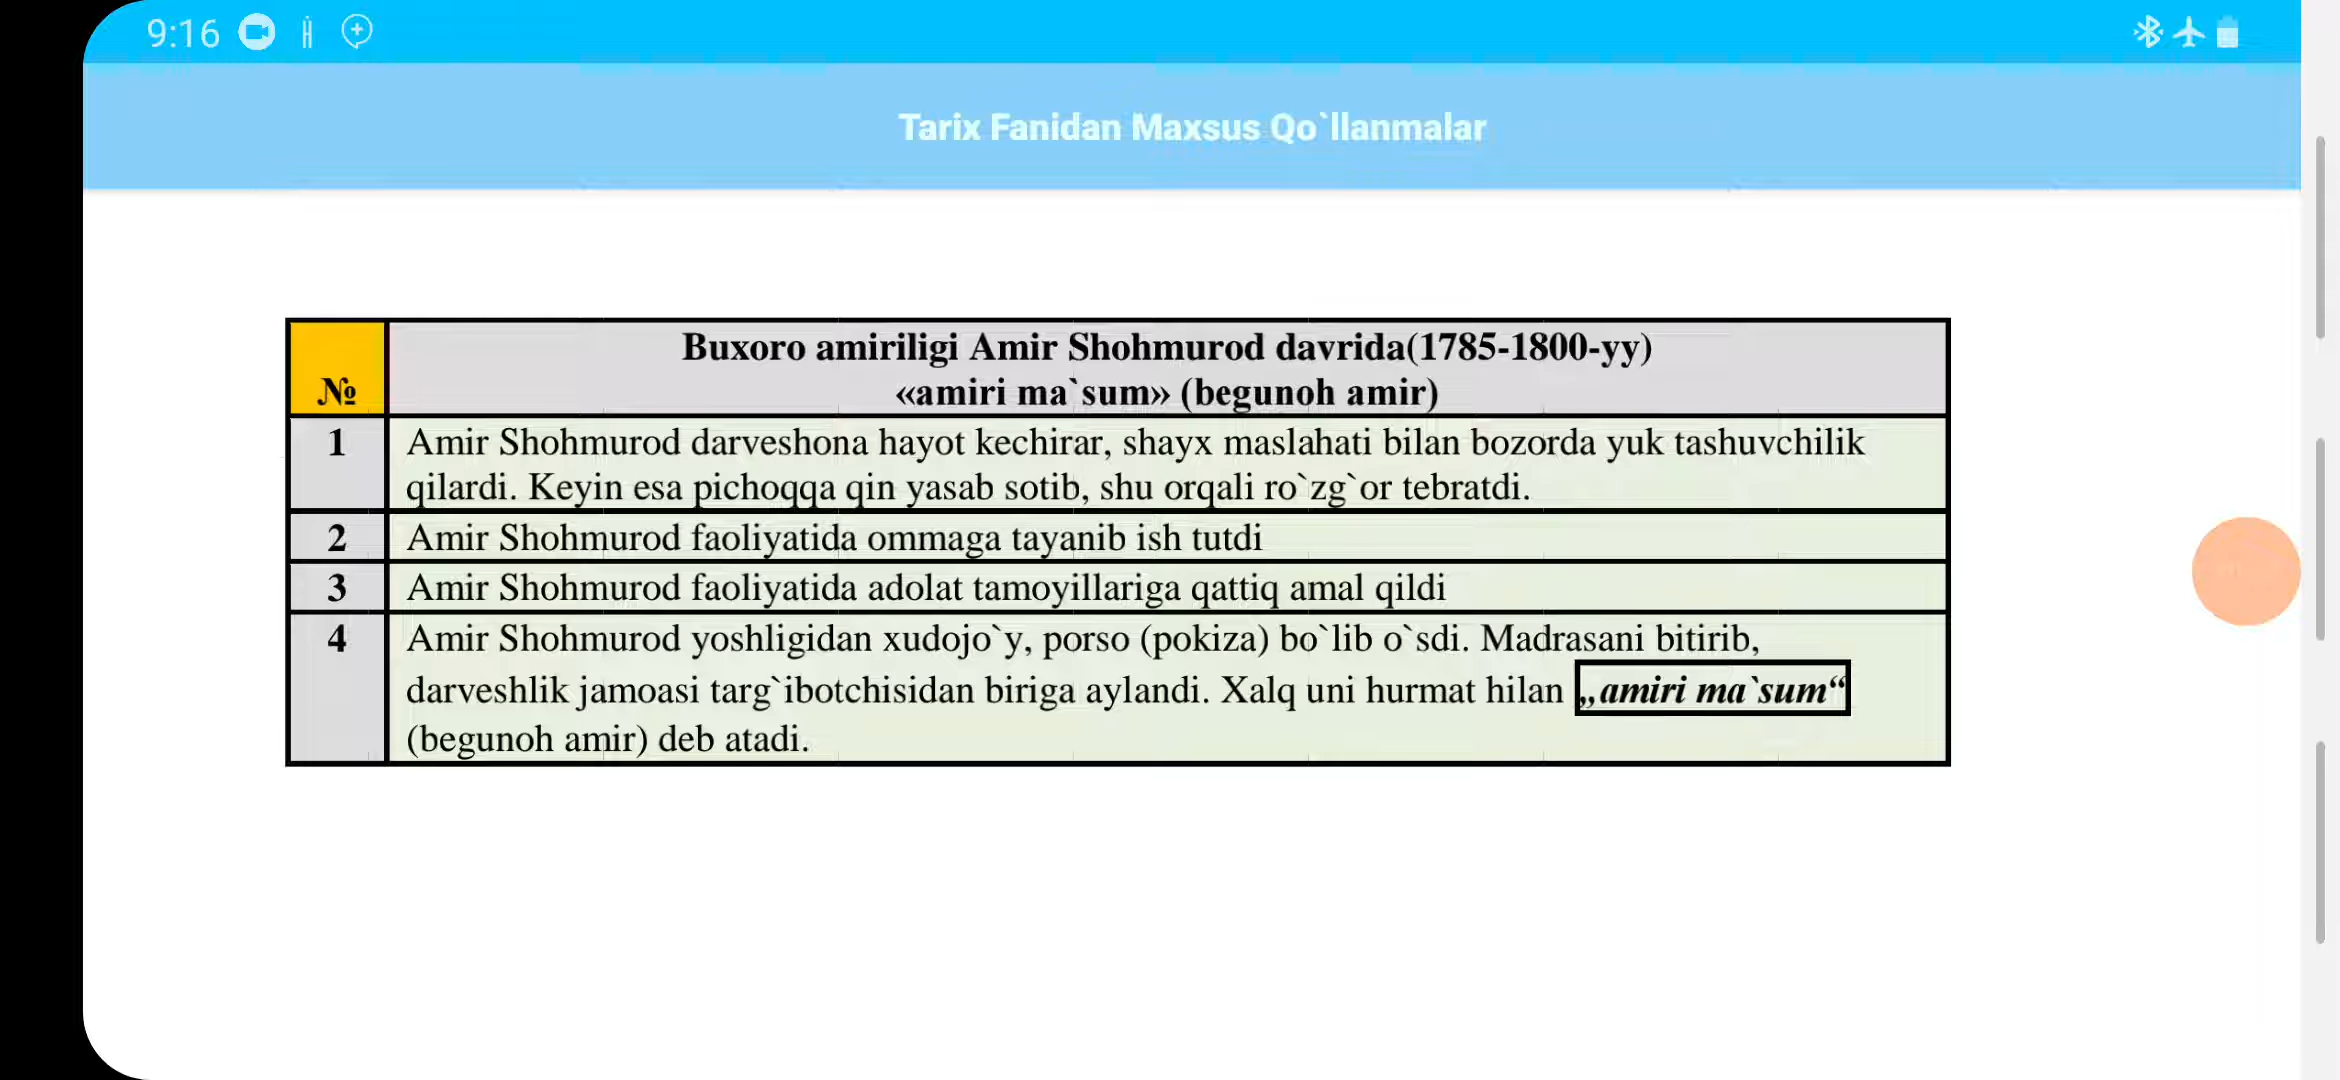 9:16
Tarix Fanidan Maxsus Qo`llanmalar
№
Buxoro amiriligi Amir Shohmurod davrida(1785-1800-yy)
«amiri ma`sum» (begunoh amir)
1
Amir Shohmurod darveshona hayot kechirar, shayx maslahati bilan bozorda yuk tashuvchilik
qilardi. Keyin esa pichoqqa qin yasab sotib, shu orqali ro`zg`or tebratdi.
2
Amir Shohmurod faoliyatida ommaga tayanib ish tutdi
3
Amir Shohmurod faoliyatida adolat tamoyillariga qattiq amal qildi
4
Amir Shohmurod yoshligidan xudojo`y, porso (pokiza) bo`lib o`sdi. Madrasani bitirib,
darveshlik jamoasi targ`ibotchisidan biriga aylandi. Xalq uni hurmat hilan „amiri ma`sum“
(begunoh amir) deb atadi.